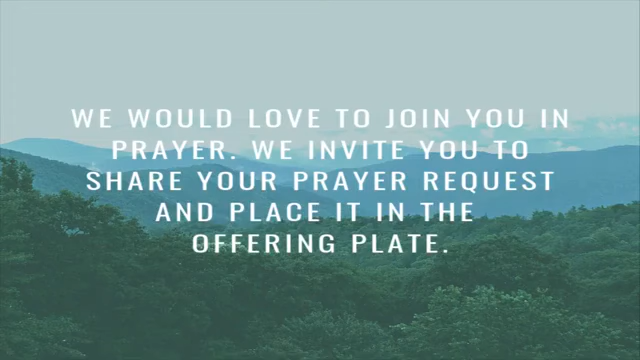 WE WOULD LOVE TO JOIN YOU IN
PRAYER. WE INVITE YOU TO
SHARE YOUR PRAYER REQUEST
AND PLACE IT IN THE
OFFERING PLATE.